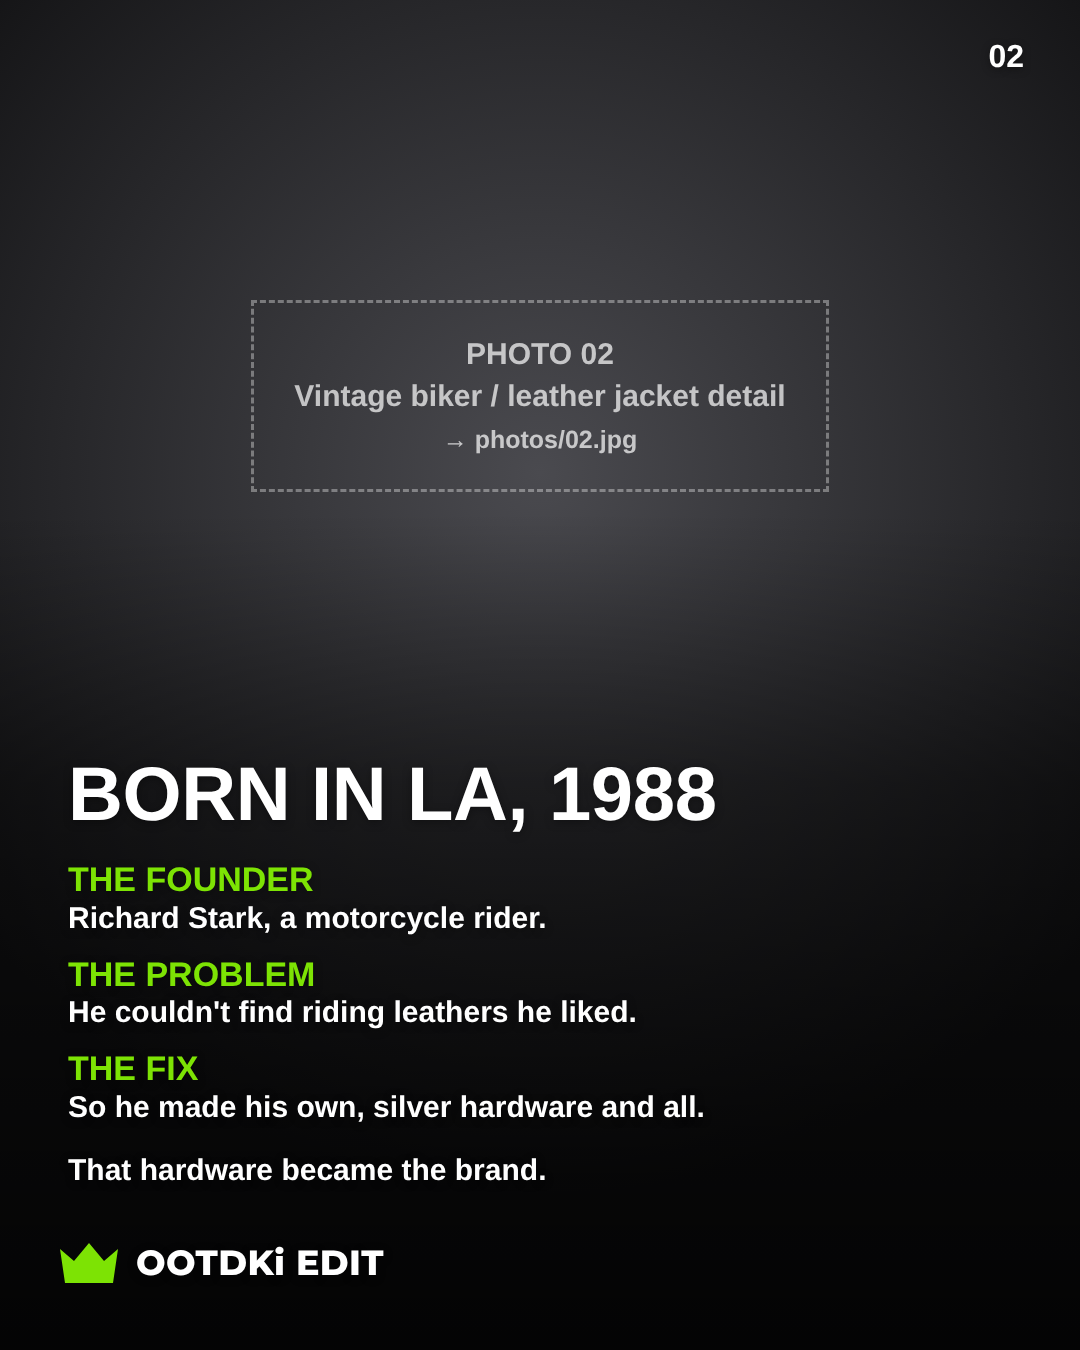 02
PHOTO 02
Vintage biker / leather jacket detail
→ photos/02.jpg
BORN IN LA, 1988
THE FOUNDER
Richard Stark, a motorcycle rider.
THE PROBLEM
He couldn't find riding leathers he liked.
THE FIX
So he made his own, silver hardware and all.
That hardware became the brand.
OOTDKi EDIT